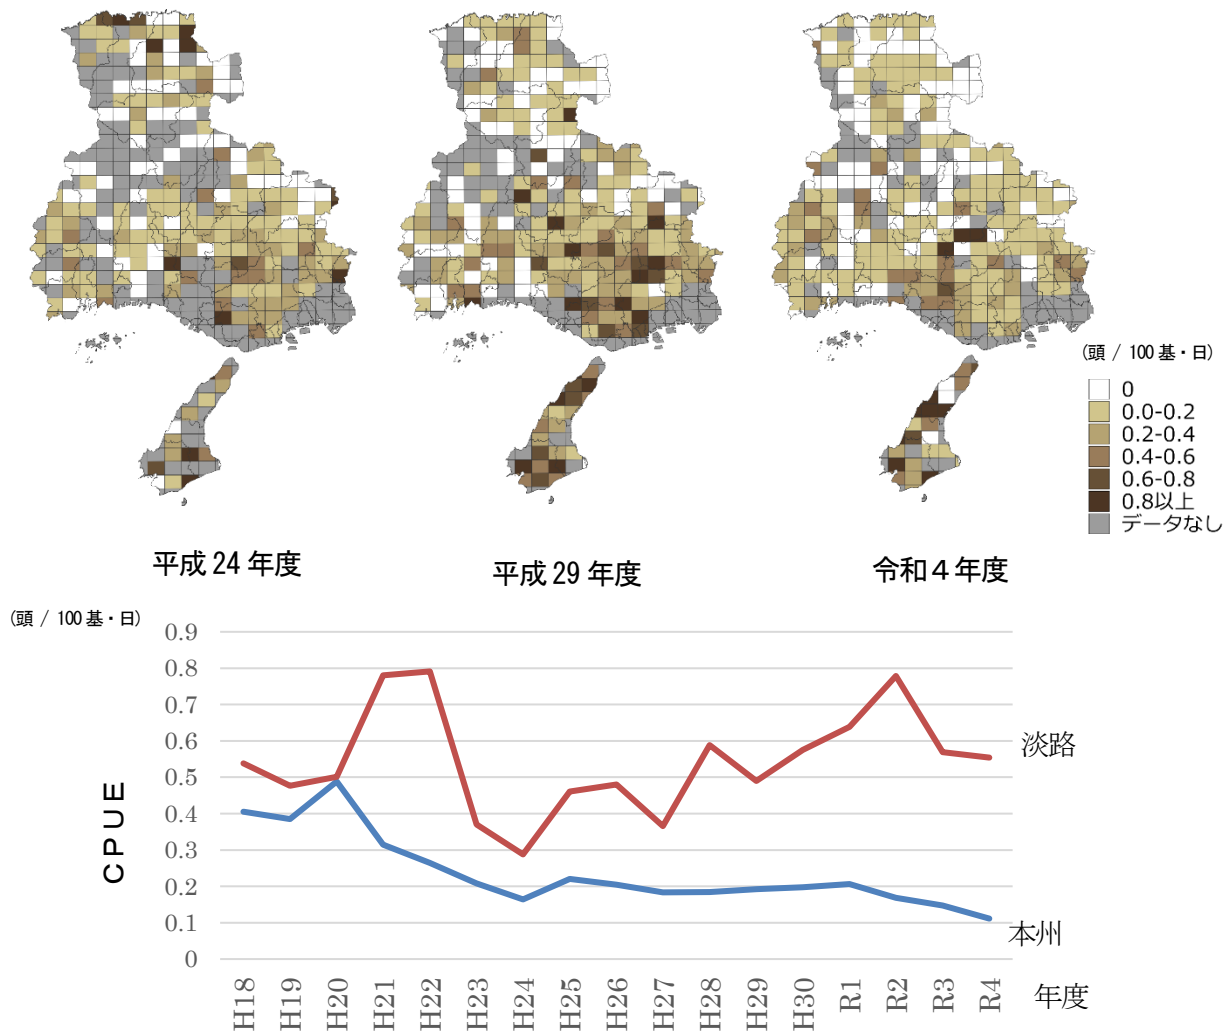 (頭 / 100 基・日)
0
0.0-0.2
0.2-0.4
0.4-0.6
0.6-0.8
0.8以上
データなし
平成 24 年度
平成 29 年度
令和４年度
(頭 / 100 基・日)
0.9
0.8
0.7
0.6
0.5
0.4
0.3
0.2
0.1
0
CPUE
淡路
本州
H18
H19
H20
H21
H22
H23
H24
H25
H26
H27
H28
H29
H30
R1
R2
R3
R4
年度